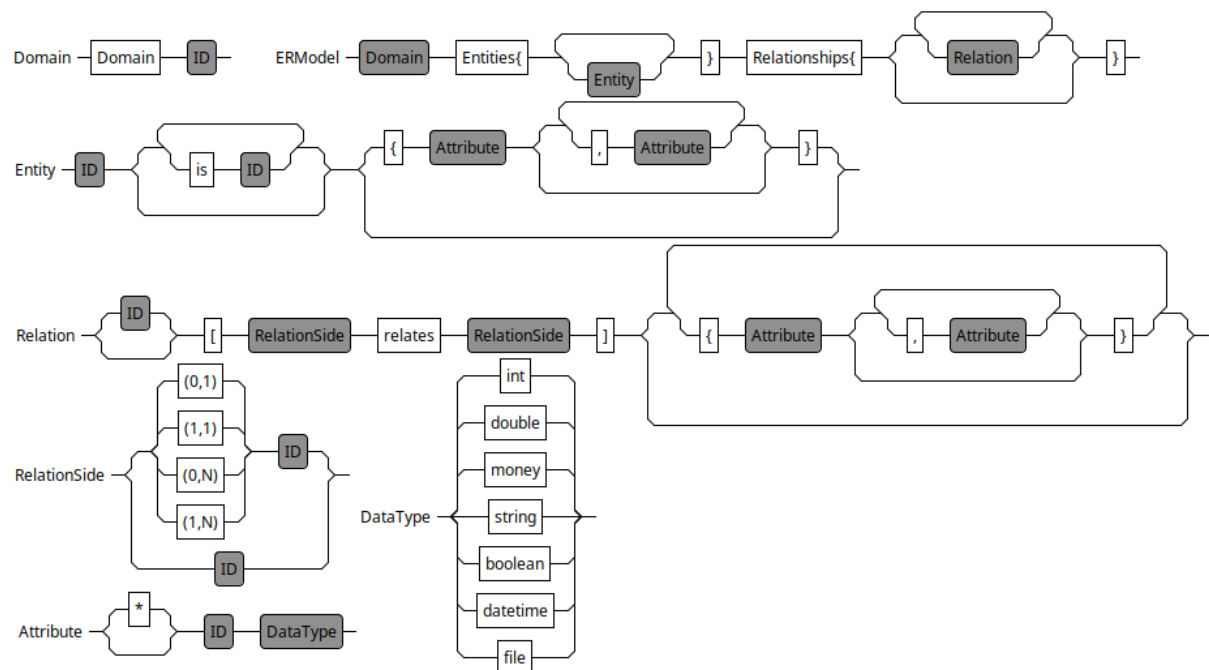 Domain Domain ID ERModel Domain Entities{ Entity } Relationships{ Relation }
Entity ID is ID { Attribute , Attribute }
Relation ID [ RelationSide relates RelationSide ] { Attribute , Attribute }
RelationSide (0,1) (1,1) (0,N) (1,N) ID ID
DataType int double money string boolean datetime file
Attribute * ID DataType